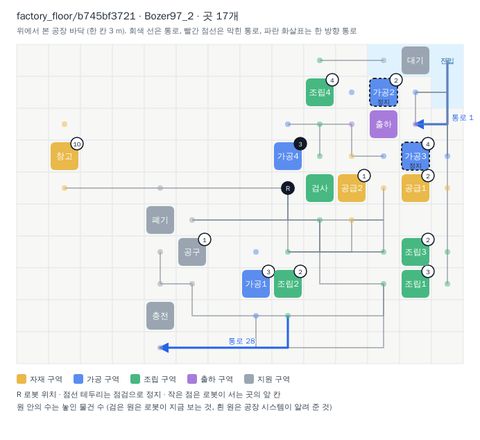 factory_floor/b745bf3721 · Bozer97_2 · 곳 17개
위에서 본 공장 바닥 (한 칸 3 m). 회색 선은 통로, 빨간 점선은 막힌 통로, 파란 화살표는 한 방향 통로
대기
진입
4
조립4
2
가공2
정지
출하
통로 1
10
창고
3
가공4
4
가공3
정지
R
검사
1
공급2
2
공급1
폐기
1
공구
2
조립3
3
가공1
2
조립2
3
조립1
충전
통로 28
자재 구역
가공 구역
조립 구역
출하 구역
지원 구역
R 로봇 위치 · 점선 테두리는 점검으로 정지 · 작은 점은 로봇이 서는 곳의 앞 칸
원 안의 수는 놓인 물건 수 (검은 원은 로봇이 지금 보는 것, 흰 원은 공장 시스템이 알려 준 것)